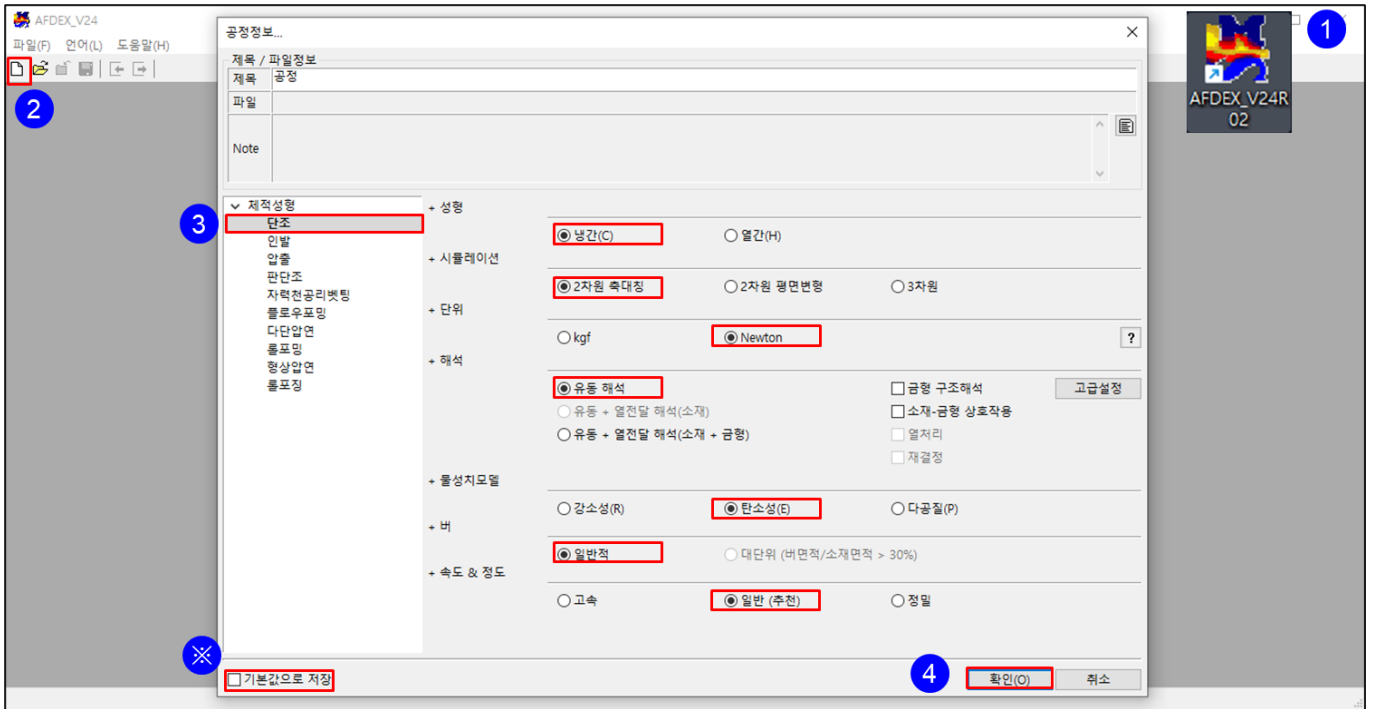 AFDEX_V24
파일(F) 언어(L) 도움말(H)
1
AFDEX_V24R
02
2
공정정보...
제목 / 파일정보
제목 공정
파일
Note
3
체적성형
단조
인발
압출
판단조
자력천공리벳팅
플로우포밍
다단압연
롤포밍
형상압연
롤포징
+ 성형
냉간(C) 열간(H)
+ 시뮬레이션
2차원 축대칭 2차원 평면변형 3차원
+ 단위
kgf Newton ?
+ 해석
유동 해석 금형 구조해석 고급설정
유동 + 열전달 해석(소재) 소재-금형 상호작용
유동 + 열전달 해석(소재 + 금형) 열처리
재결정
+ 물성치모델
강소성(R) 탄소성(E) 다공질(P)
+ 버
일반적 대단위 (버면적/소재면적 > 30%)
+ 속도 & 정도
고속 일반 (추천) 정밀
※
기본값으로 저장
4
확인(O) 취소